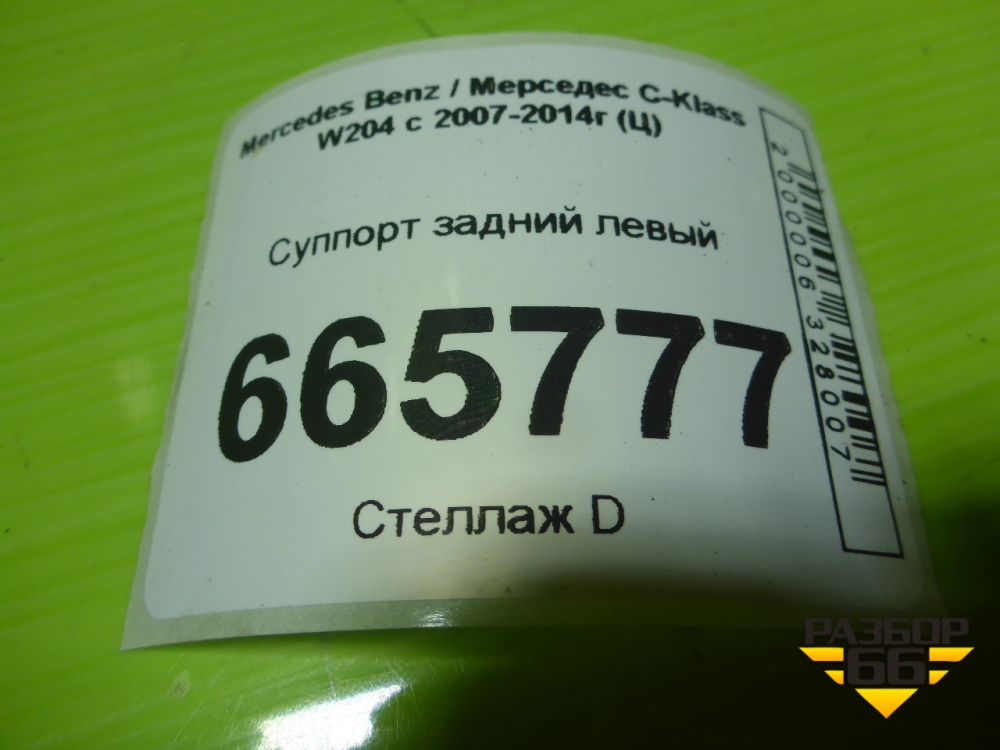 Mercedes Benz / Мерседес C-Klass
W204 с 2007-2014г (Ц)
Суппорт задний левый
665777
Стеллаж D
2000006328007
РАЗБОР
66